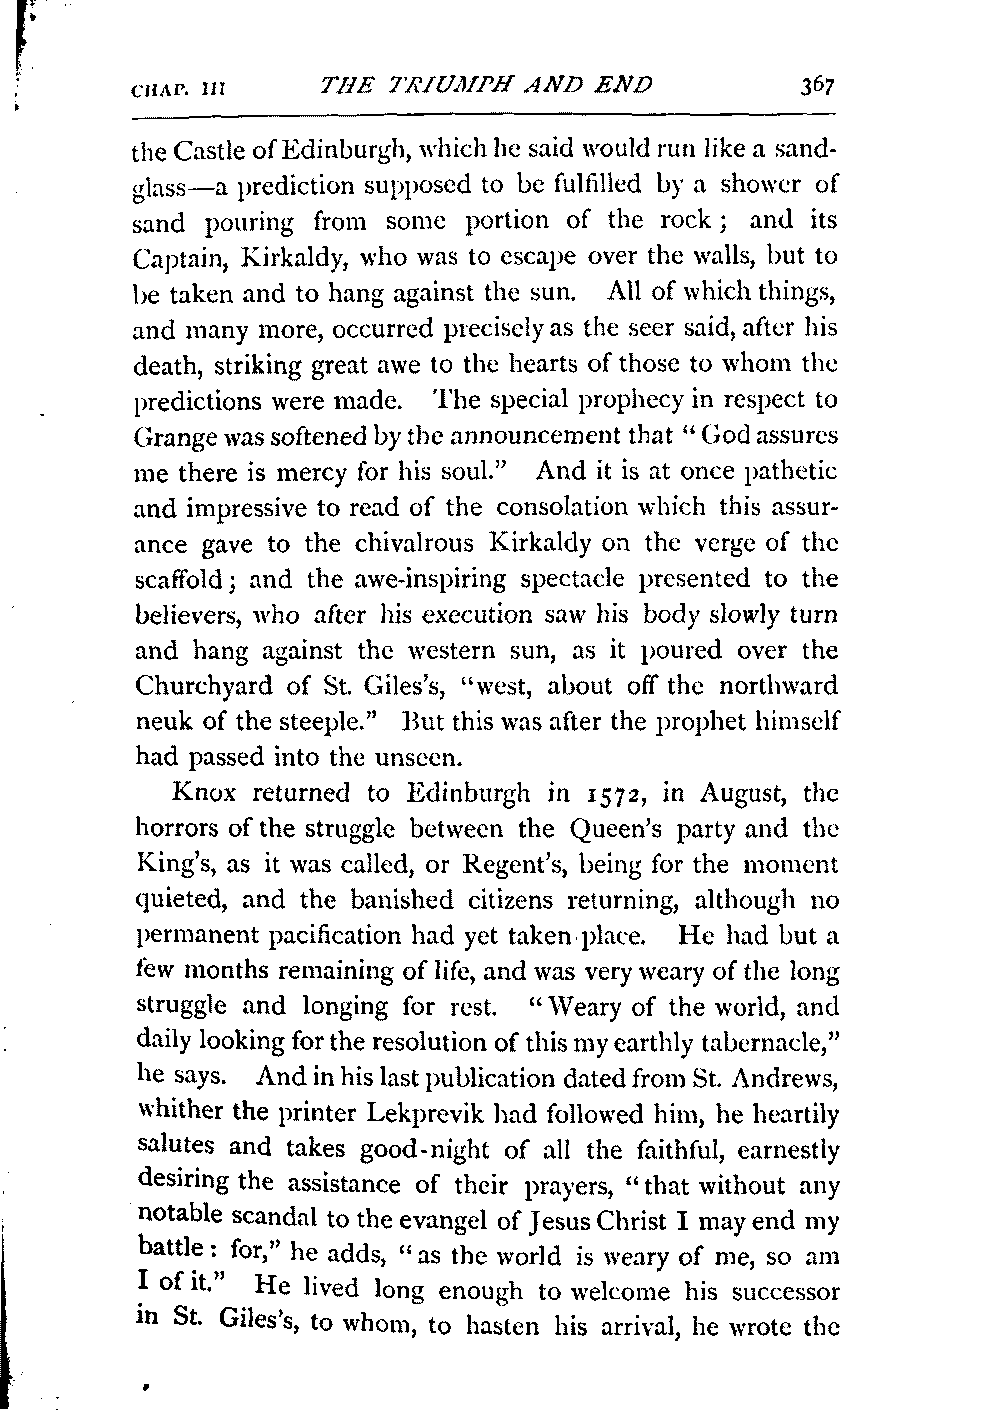 CHAP. III THE TRIUMPH AND END 367
the Castle of Edinburgh, which he said would run like a sand-
glass—a prediction supposed to be fulfilled by a shower of
sand pouring from some portion of the rock; and its
Captain, Kirkaldy, who was to escape over the walls, but to
be taken and to hang against the sun. All of which things,
and many more, occurred precisely as the seer said, after his
death, striking great awe to the hearts of those to whom the
predictions were made. The special prophecy in respect to
Grange was softened by the announcement that “God assures
me there is mercy for his soul.” And it is at once pathetic
and impressive to read of the consolation which this assur-
ance gave to the chivalrous Kirkaldy on the verge of the
scaffold; and the awe-inspiring spectacle presented to the
believers, who after his execution saw his body slowly turn
and hang against the western sun, as it poured over the
Churchyard of St. Giles’s, “west, about off the northward
neuk of the steeple.” But this was after the prophet himself
had passed into the unseen.
Knox returned to Edinburgh in 1572, in August, the
horrors of the struggle between the Queen’s party and the
King’s, as it was called, or Regent’s, being for the moment
quieted, and the banished citizens returning, although no
permanent pacification had yet taken place. He had but a
few months remaining of life, and was very weary of the long
struggle and longing for rest. “Weary of the world, and
daily looking for the resolution of this my earthly tabernacle,”
he says. And in his last publication dated from St. Andrews,
whither the printer Lekprevik had followed him, he heartily
salutes and takes good-night of all the faithful, earnestly
desiring the assistance of their prayers, “that without any
notable scandal to the evangel of Jesus Christ I may end my
battle: for,” he adds, “as the world is weary of me, so am
I of it.” He lived long enough to welcome his successor
in St. Giles’s, to whom, to hasten his arrival, he wrote the